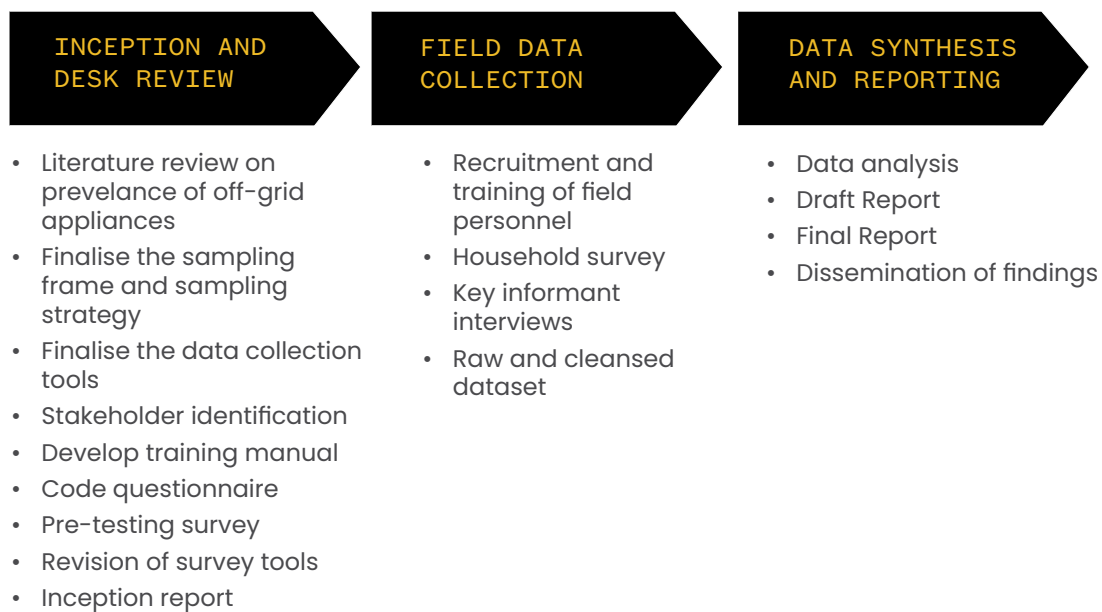 INCEPTION AND
DESK REVIEW
• Literature review on
prevelance of off-grid
appliances
• Finalise the sampling
frame and sampling
strategy
• Finalise the data collection
tools
• Stakeholder identification
• Develop training manual
• Code questionnaire
• Pre-testing survey
• Revision of survey tools
• Inception report
FIELD DATA
COLLECTION
• Recruitment and
training of field
personnel
• Household survey
• Key informant
interviews
• Raw and cleansed
dataset
DATA SYNTHESIS
AND REPORTING
• Data analysis
• Draft Report
• Final Report
• Dissemination of findings